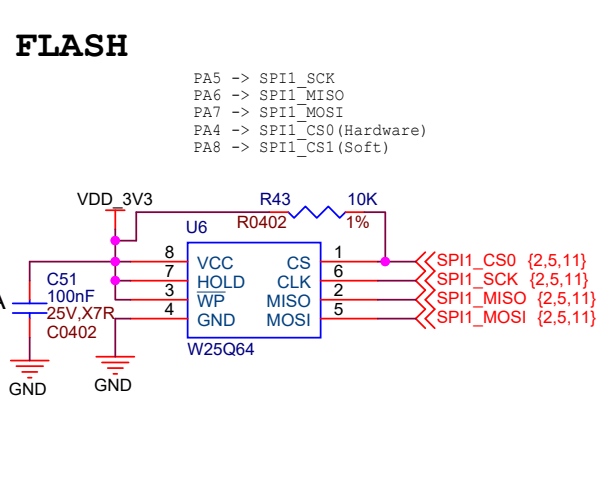 FLASH
PA5 -> SPI1_SCK
PA6 -> SPI1_MISO
PA7 -> SPI1_MOSI
PA4 -> SPI1_CS0(Hardware)
PA8 -> SPI1_CS1(Soft)
VDD_3V3
R43 10K
R0402 1%
U6
8 VCC CS 1 SPI1_CS0 {2,5,11}
7 HOLD CLK 6 SPI1_SCK {2,5,11}
3 WP MISO 2 SPI1_MISO {2,5,11}
4 GND MOSI 5 SPI1_MOSI {2,5,11}
W25Q64
C51
100nF
25V,X7R
C0402
GND
GND